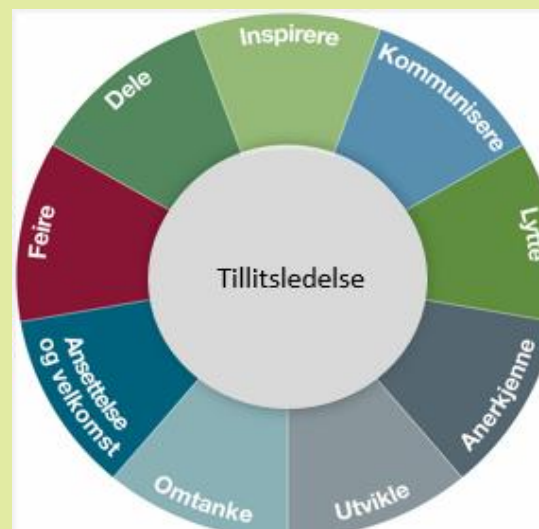 Inspirere
Kommunisere
Lytte
Anerkjenne
Utvikle
Omtanke
Ansettelse
og velkomst
Feire
Dele
Tillitsledelse